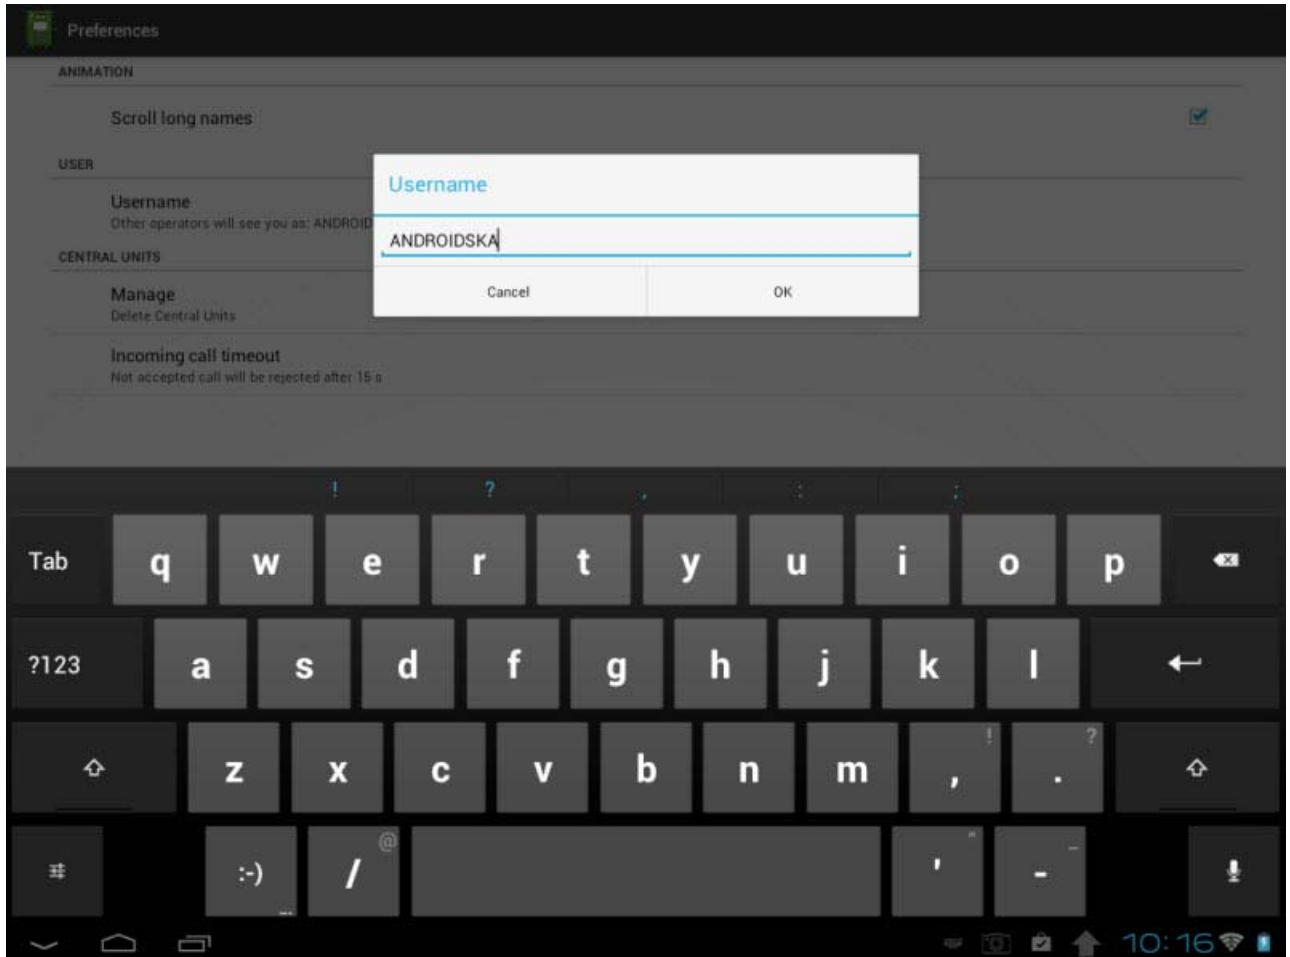 Preferences
ANIMATION
Scroll long names
USER
Username
Username
Other operators will see you as: ANDROID
ANDROIDSKA
CENTRAL UNITS
Manage
Delete Central Units
Cancel OK
Incoming call timeout
Not accepted call will be rejected after 15 s
! ? , : ;
Tab q w e r t y u i o p
?123 a s d f g h j k l
z x c v b n m , ! . ?
:-) / @ ' " - _
10:16